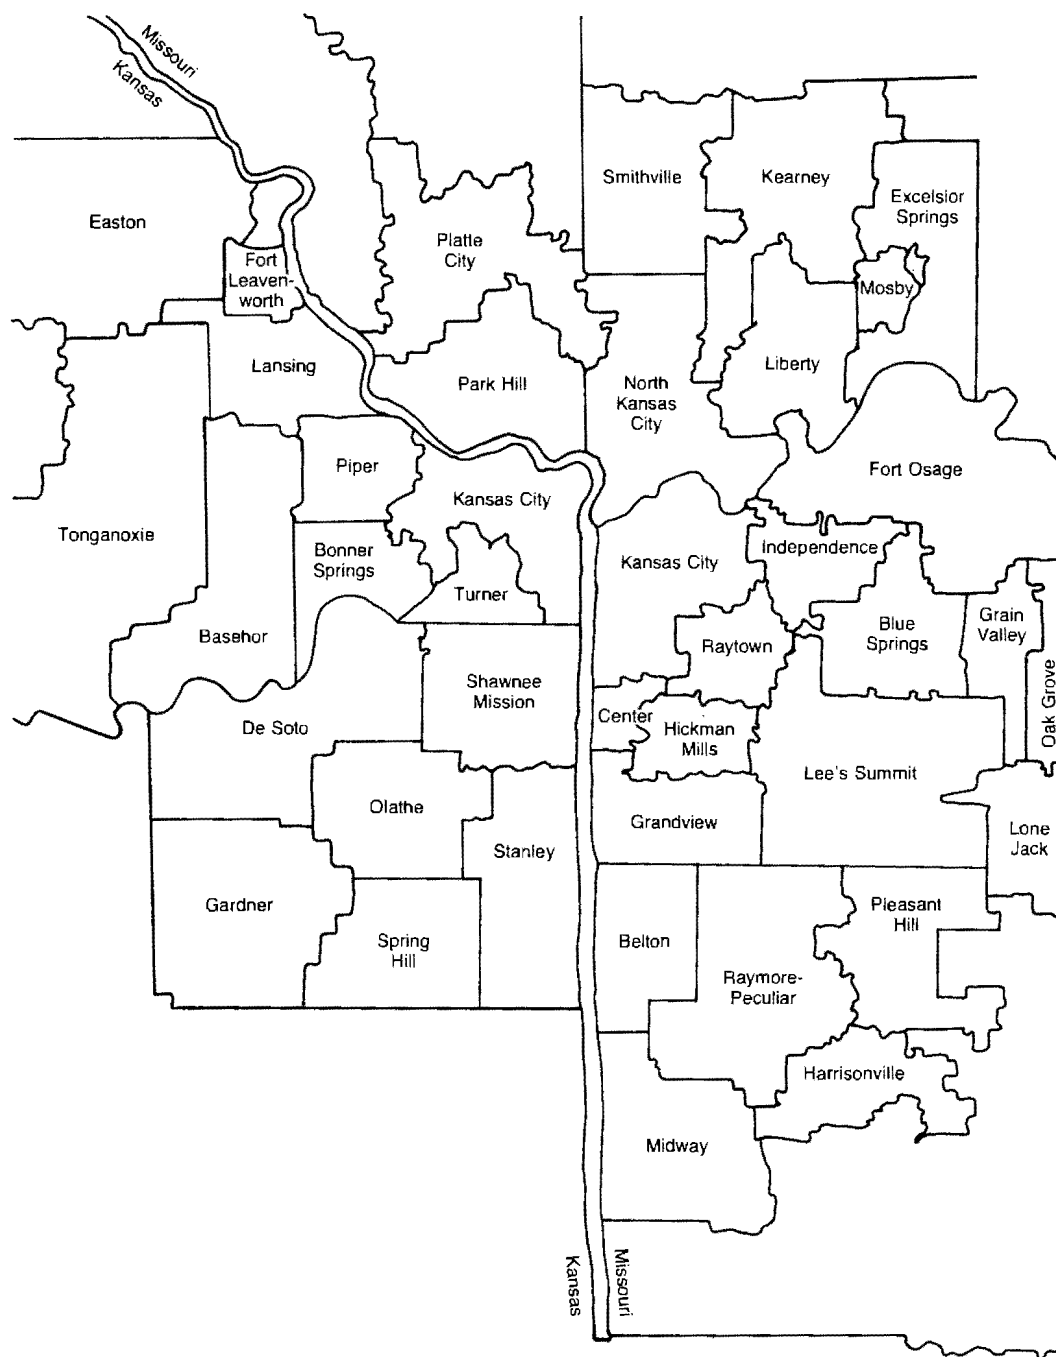 Missouri
Kansas
Smithville
Kearney
Excelsior
Springs
Easton
Platte
City
Fort
Leaven-
worth
Mosby
Lansing
Park Hill
North
Kansas
City
Liberty
Piper
Kansas City
Fort Osage
Tonganoxie
Bonner
Springs
Turner
Kansas City
Independence
Basehor
Raytown
Blue
Springs
Grain
Valley
Oak Grove
Shawnee
Mission
De Soto
Center
Hickman
Mills
Lee's Summit
Olathe
Grandview
Stanley
Lone
Jack
Gardner
Spring
Hill
Belton
Pleasant
Hill
Raymore-
Peculiar
Harrisonville
Midway
Kansas
Missouri